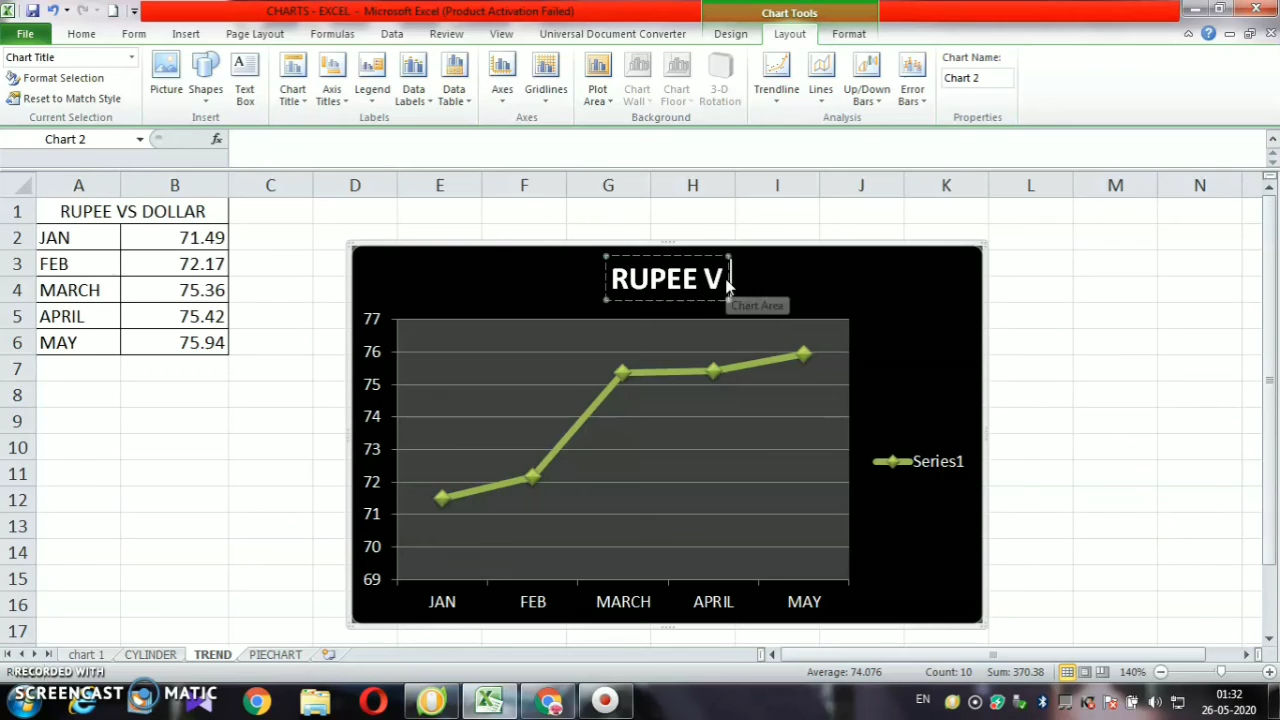 CHARTS - EXCEL - Microsoft Excel (Product Activation Failed)
Chart Tools
File Home Form Insert Page Layout Formulas Data Review View Universal Document Converter Design Layout Format
Chart Title
Format Selection
Reset to Match Style
Current Selection
Picture Shapes Text Box
Insert
Chart Title Axis Titles Legend Data Labels Data Table
Labels
Axes Gridlines
Axes
Plot Area Chart Wall Chart Floor 3-D Rotation
Background
Trendline Lines Up/Down Bars Error Bars
Analysis
Chart Name:
Chart 2
Properties
Chart 2
fx
A B C D E F G H I J K L M N
1 RUPEE VS DOLLAR
2 JAN 71.49
3 FEB 72.17
4 MARCH 75.36
5 APRIL 75.42
6 MAY 75.94
7
8
9
10
11
12
13
14
15
16
17
RUPEE V
Chart Area
77
76
75
74
73
72
71
70
69
JAN FEB MARCH APRIL MAY
Series1
chart 1 CYLINDER TREND PIECHART
Average: 74.076 Count: 10 Sum: 370.38 140%
RECORDED WITH
SCREENCAST MATIC
EN
01:32
26-05-2020